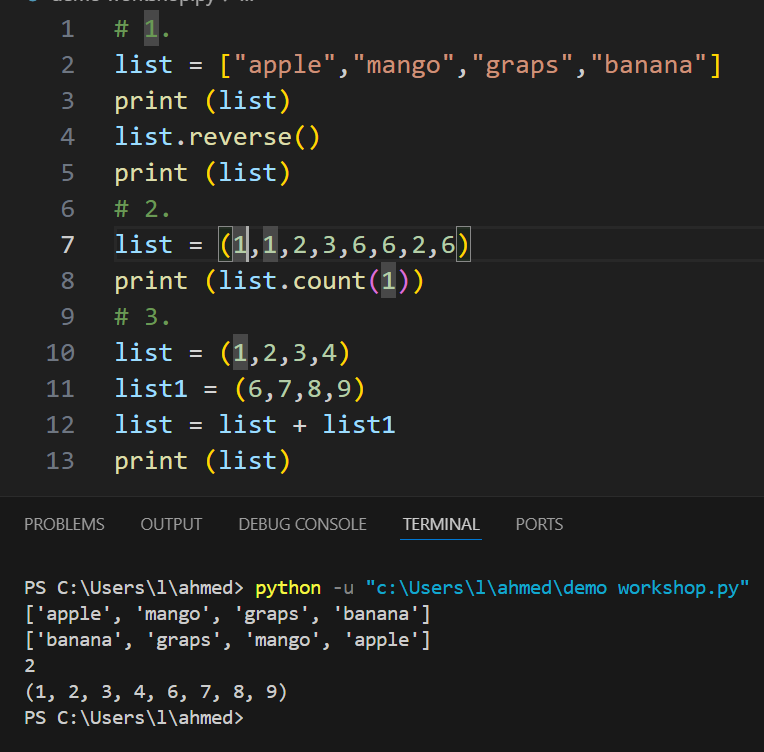 1 # 1.
2 list = ["apple","mango","graps","banana"]
3 print (list)
4 list.reverse()
5 print (list)
6 # 2.
7 list = (1,1,2,3,6,6,2,6)
8 print (list.count(1))
9 # 3.
10 list = (1,2,3,4)
11 list1 = (6,7,8,9)
12 list = list + list1
13 print (list)
PROBLEMS OUTPUT DEBUG CONSOLE TERMINAL PORTS
PS C:\Users\l\ahmed> python -u "c:\Users\l\ahmed\demo workshop.py"
['apple', 'mango', 'graps', 'banana']
['banana', 'graps', 'mango', 'apple']
2
(1, 2, 3, 4, 6, 7, 8, 9)
PS C:\Users\l\ahmed>